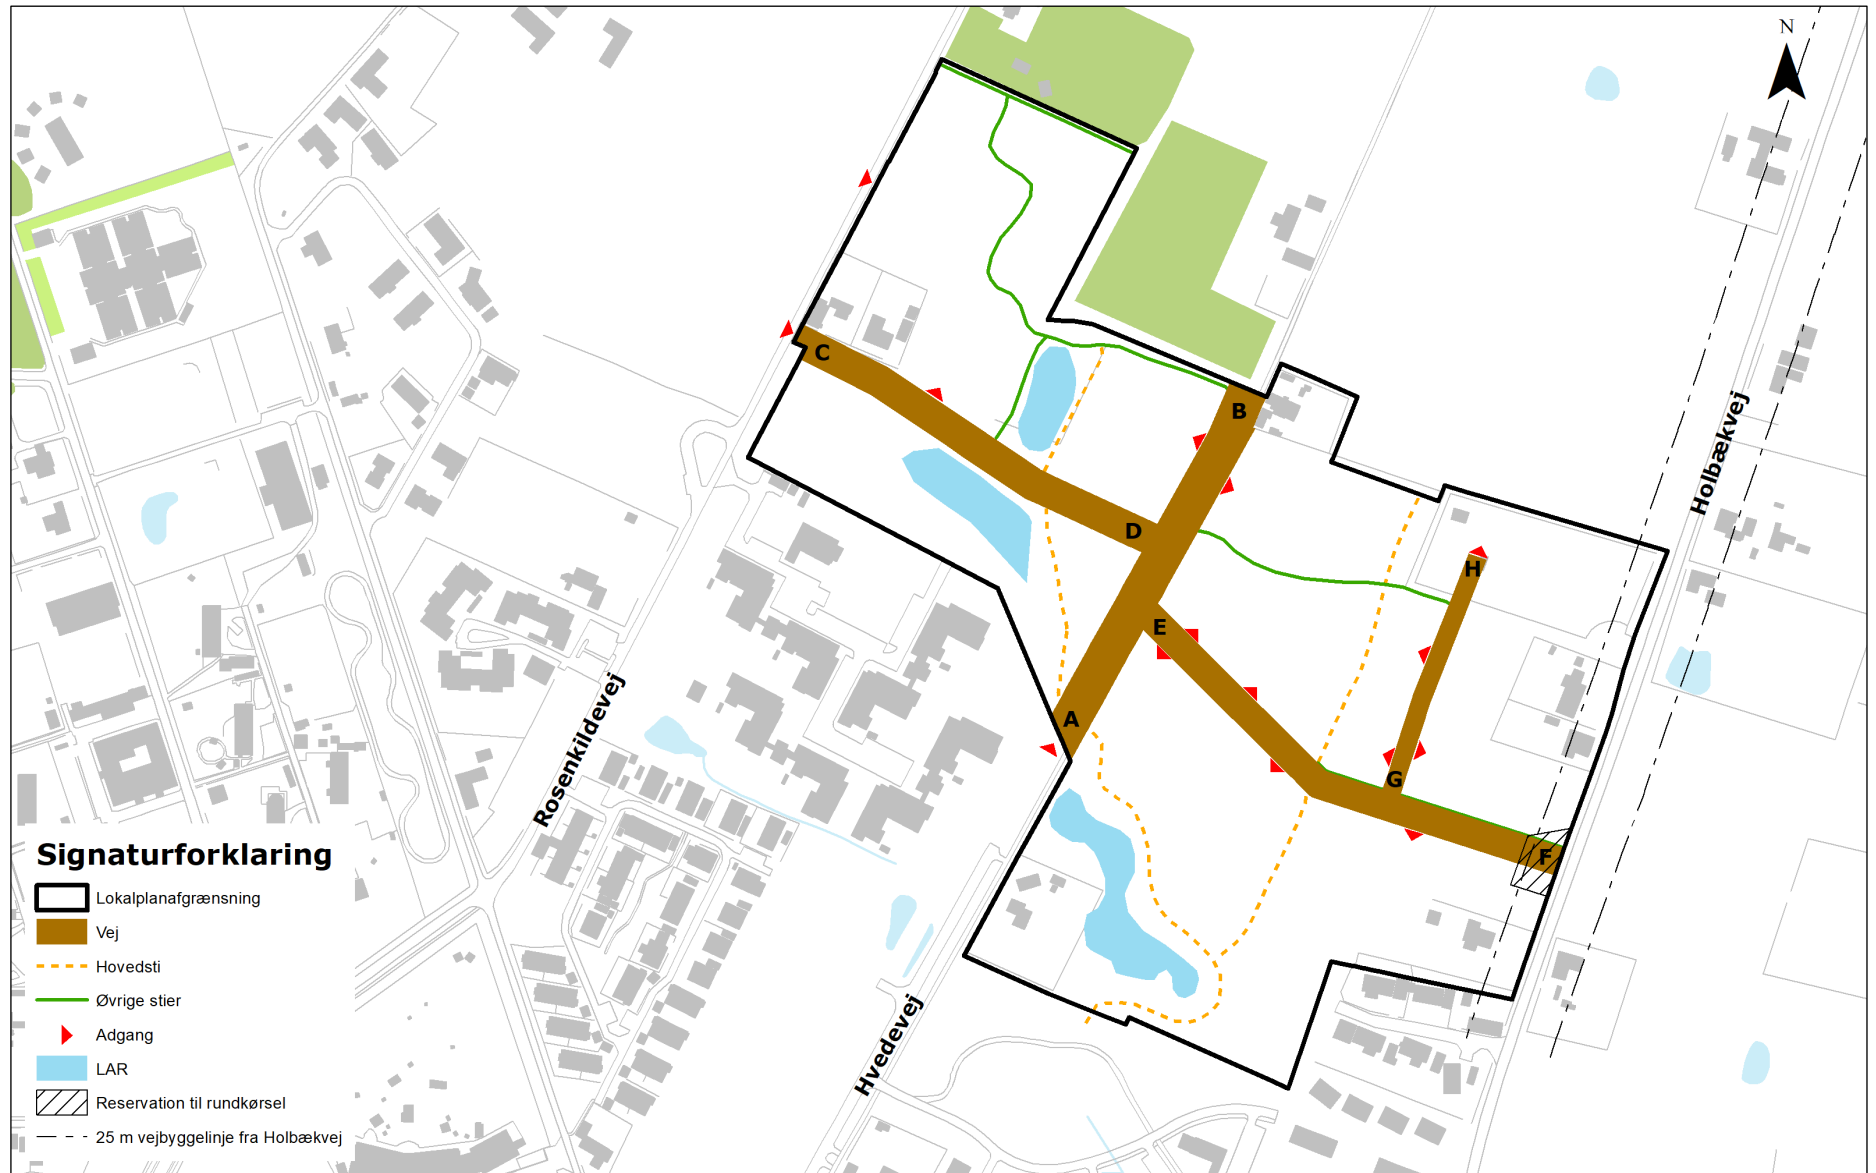 N
C
B
D
H
E
A
G
F
Holbækvej
Rosenkildevej
Hvedevej
Signaturforklaring
Lokalplanafgrænsning
Vej
Hovedsti
Øvrige stier
Adgang
LAR
Reservation til rundkørsel
25 m vejbyggelinje fra Holbækvej